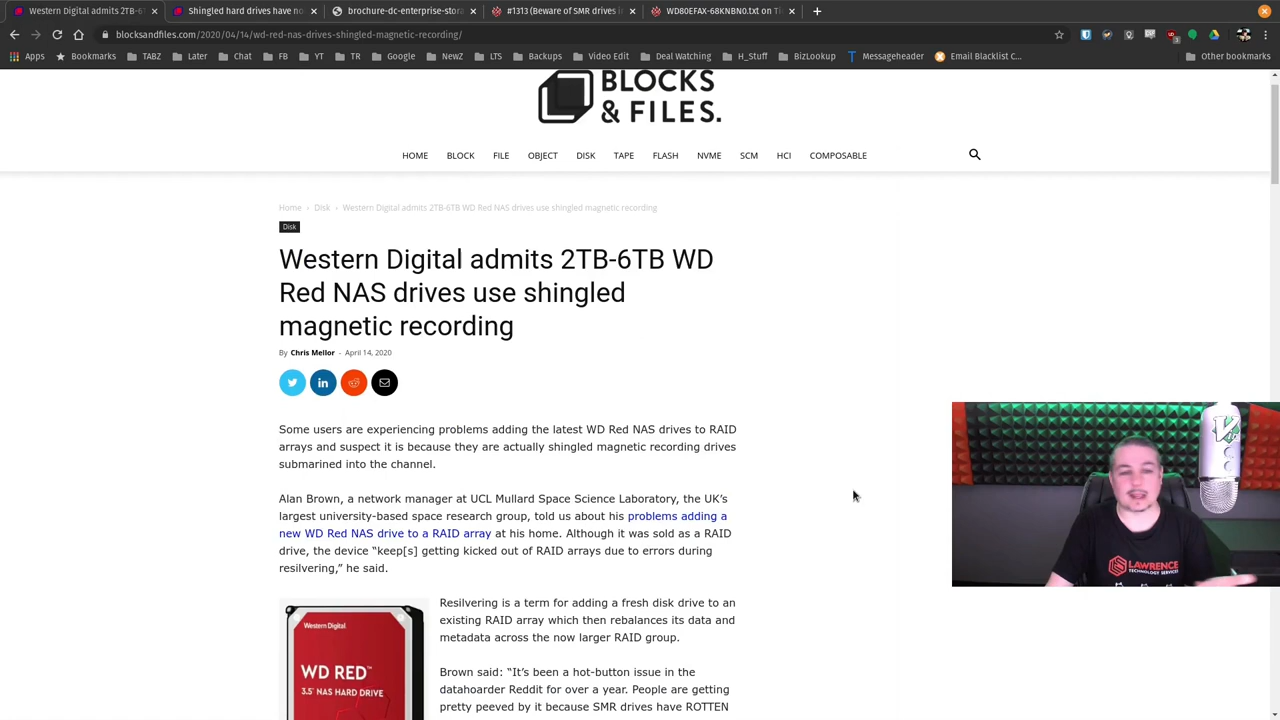 Western Digital admits 2TB-6T
Shingled hard drives have no
brochure-dc-enterprise-stora
#1313 (Beware of SMR drives i
WD80EFAX-68KNBN0.txt on T
blocksandfiles.com/2020/04/14/wd-red-nas-drives-shingled-magnetic-recording/
Apps Bookmarks TABZ Later Chat FB YT TR Google NewZ LTS Backups Video Edit Deal Watching H_Stuff BizLookup Messageheader Email Blacklist C... Other bookmarks
BLOCKS
& FILES.
HOME BLOCK FILE OBJECT DISK TAPE FLASH NVME SCM HCI COMPOSABLE
Home › Disk › Western Digital admits 2TB-6TB WD Red NAS drives use shingled magnetic recording
Disk
Western Digital admits 2TB-6TB WD
Red NAS drives use shingled
magnetic recording
By Chris Mellor - April 14, 2020
Some users are experiencing problems adding the latest WD Red NAS drives to RAID
arrays and suspect it is because they are actually shingled magnetic recording drives
submarined into the channel.
Alan Brown, a network manager at UCL Mullard Space Science Laboratory, the UK’s
largest university-based space research group, told us about his problems adding a
new WD Red NAS drive to a RAID array at his home. Although it was sold as a RAID
drive, the device “keep[s] getting kicked out of RAID arrays due to errors during
resilvering,” he said.
Resilvering is a term for adding a fresh disk drive to an
existing RAID array which then rebalances its data and
metadata across the now larger RAID group.
Brown said: “It’s been a hot-button issue in the
datahoarder Reddit for over a year. People are getting
pretty peeved by it because SMR drives have ROTTEN
Western Digital
WD RED™
3.5" NAS HARD DRIVE
LAWRENCE
TECHNOLOGY SERVICES